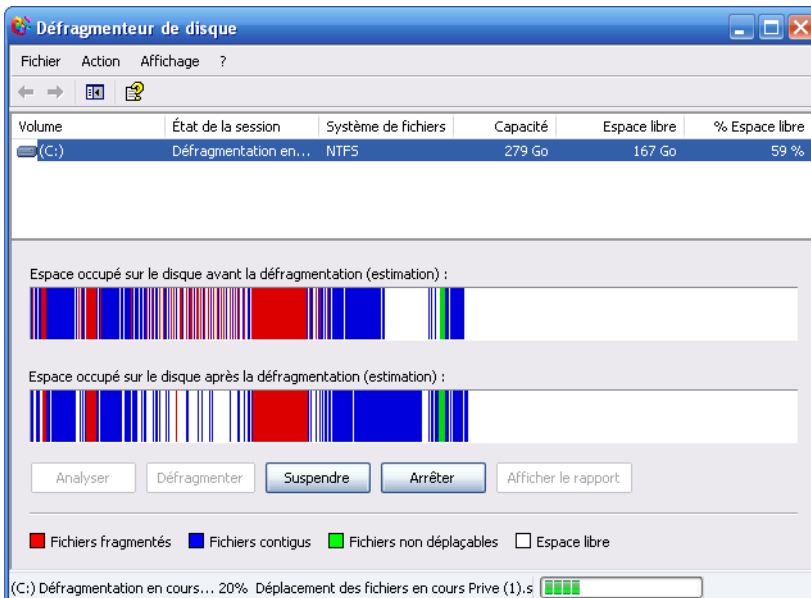 Défragmenteur de disque
Fichier Action Affichage ?
Volume État de la session Système de fichiers Capacité Espace libre % Espace libre
(C:) Défragmentation en... NTFS 279 Go 167 Go 59 %
Espace occupé sur le disque avant la défragmentation (estimation) :
Espace occupé sur le disque après la défragmentation (estimation) :
Analyser Défragmenter Suspendre Arrêter Afficher le rapport
Fichiers fragmentés Fichiers contigus Fichiers non déplaçables Espace libre
(C:) Défragmentation en cours... 20% Déplacement des fichiers en cours Prive (1).s